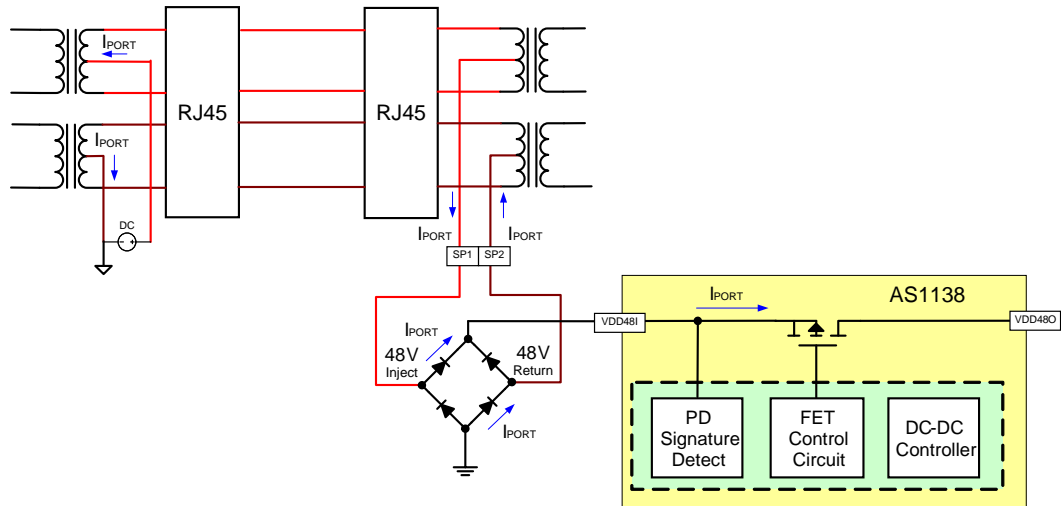 IPORT
RJ45
RJ45
IPORT
DC
- +
IPORT
IPORT
SP1
SP2
IPORT
48V
Inject
48V
Return
IPORT
VDD48I
IPORT
AS1138
VDD48O
PD
Signature
Detect
FET
Control
Circuit
DC-DC
Controller